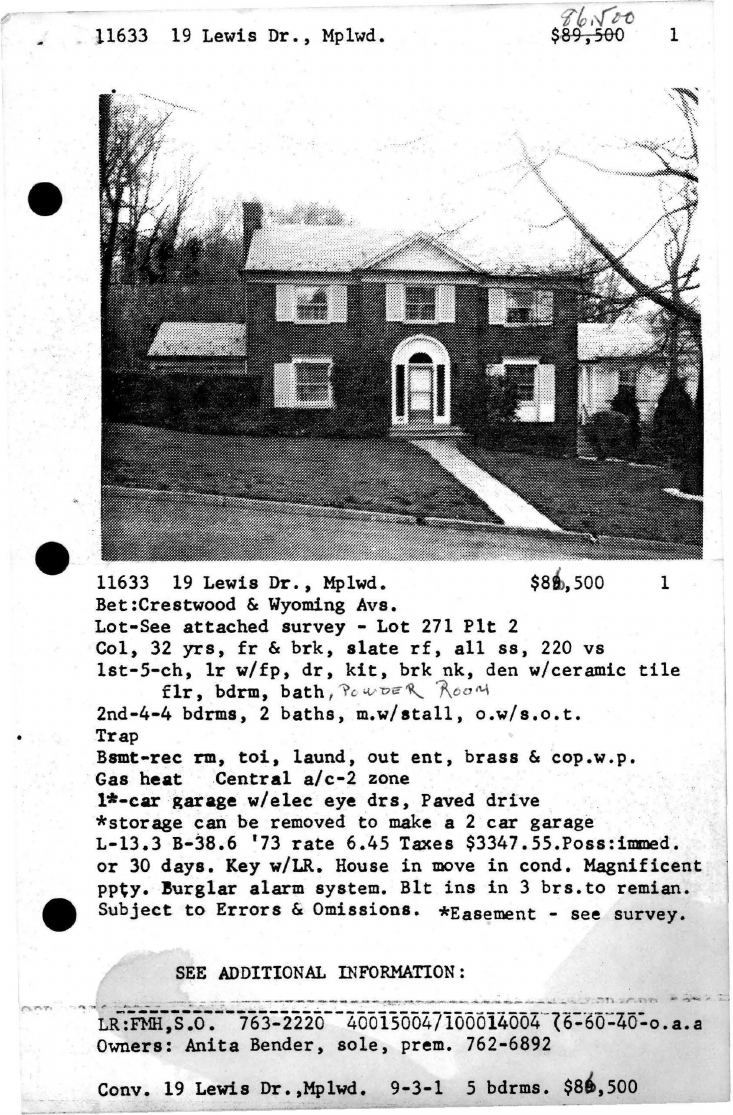 86,500
11633 19 Lewis Dr., Mplwd. $89,500 1
11633 19 Lewis Dr., Mplwd. $86,500 1
Bet:Crestwood & Wyoming Avs.
Lot-See attached survey - Lot 271 Plt 2
Col, 32 yrs, fr & brk, slate rf, all ss, 220 vs
1st-5-ch, lr w/fp, dr, kit, brk nk, den w/ceramic tile
flr, bdrm, bath, POWDER ROOM
2nd-4-4 bdrms, 2 baths, m.w/stall, o.w/s.o.t.
Trap
Bsmt-rec rm, toi, laund, out ent, brass & cop.w.p.
Gas heat Central a/c-2 zone
1*-car garage w/elec eye drs, Paved drive
*storage can be removed to make a 2 car garage
L-13.3 B-38.6 '73 rate 6.45 Taxes $3347.55.Poss:immed.
or 30 days. Key w/LR. House in move in cond. Magnificent
ppty. Burglar alarm system. Blt ins in 3 brs.to remian.
Subject to Errors & Omissions. *Easement - see survey.
SEE ADDITIONAL INFORMATION:
LR:FMH,S.O. 763-2220 400150047100014004 (6-60-40-o.a.a
Owners: Anita Bender, sole, prem. 762-6892
Conv. 19 Lewis Dr.,Mplwd. 9-3-1 5 bdrms. $86,500